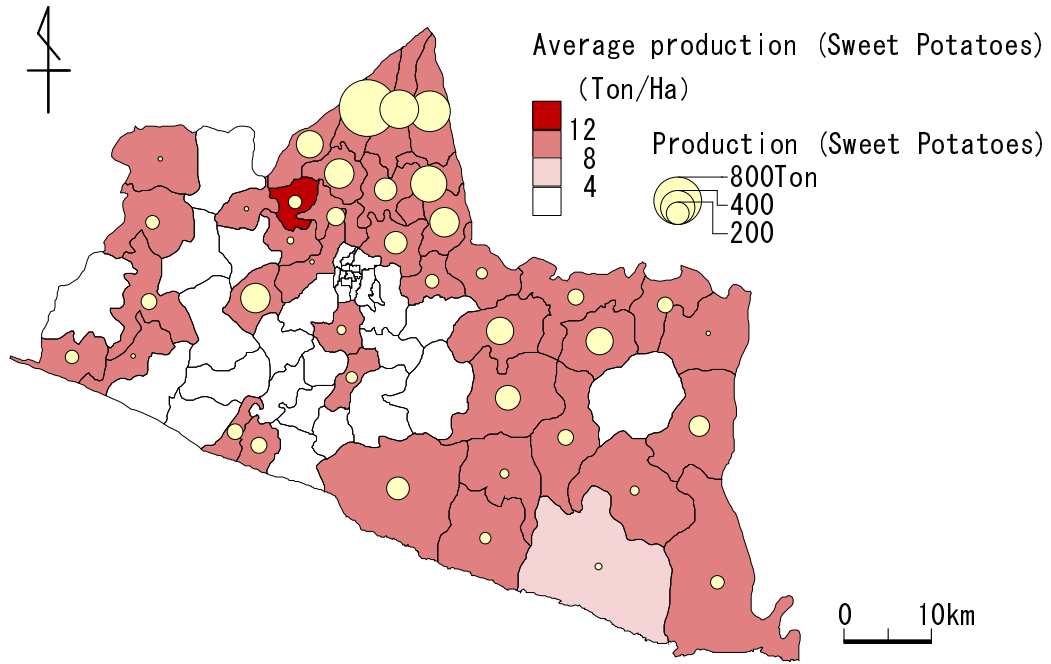 Average production (Sweet Potatoes)
(Ton/Ha)
12
8
4
Production (Sweet Potatoes)
800Ton
400
200
0 10km